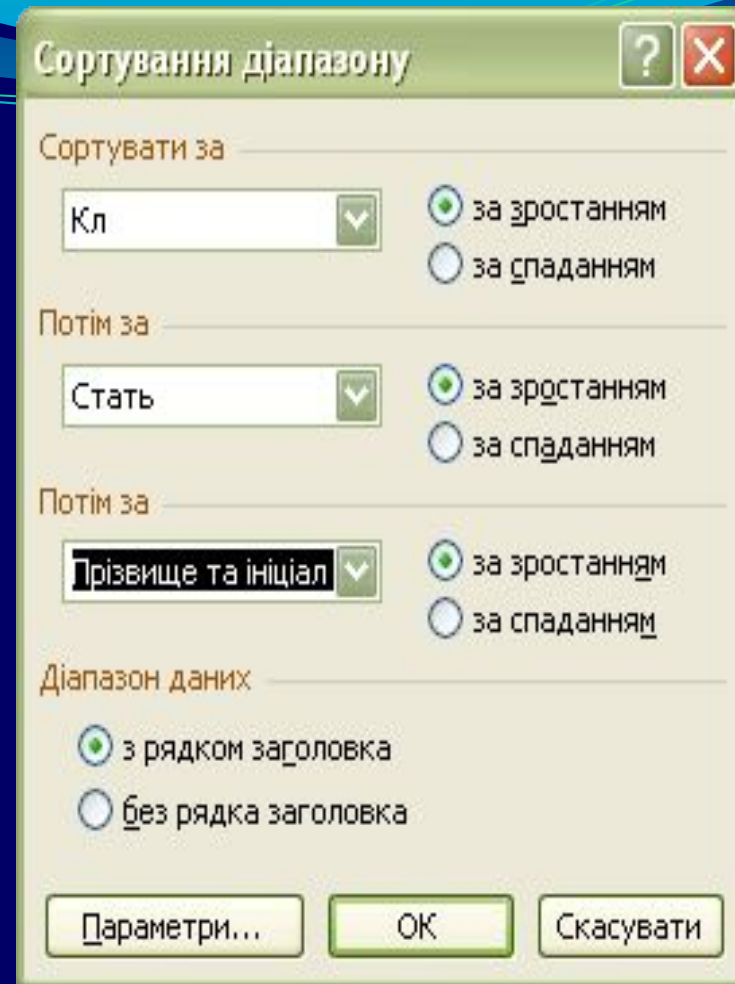 Сортування діапазону
Сортувати за
Кл
за зростанням
за спаданням
Потім за
Стать
за зростанням
за спаданням
Потім за
Прізвище та ініціал
за зростанням
за спаданням
Діапазон даних
з рядком заголовка
без рядка заголовка
Параметри... ОК Скасувати